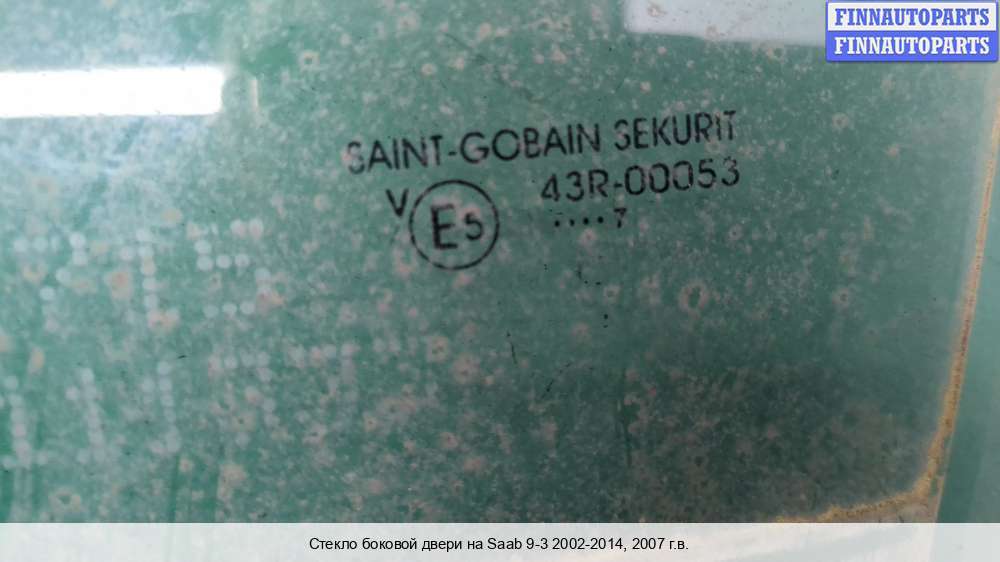 FINNAUTOPARTS
FINNAUTOPARTS
SAINT-GOBAIN SEKURIT
V E5 43R-00053
····7
Стекло боковой двери на Saab 9-3 2002-2014, 2007 г.в.